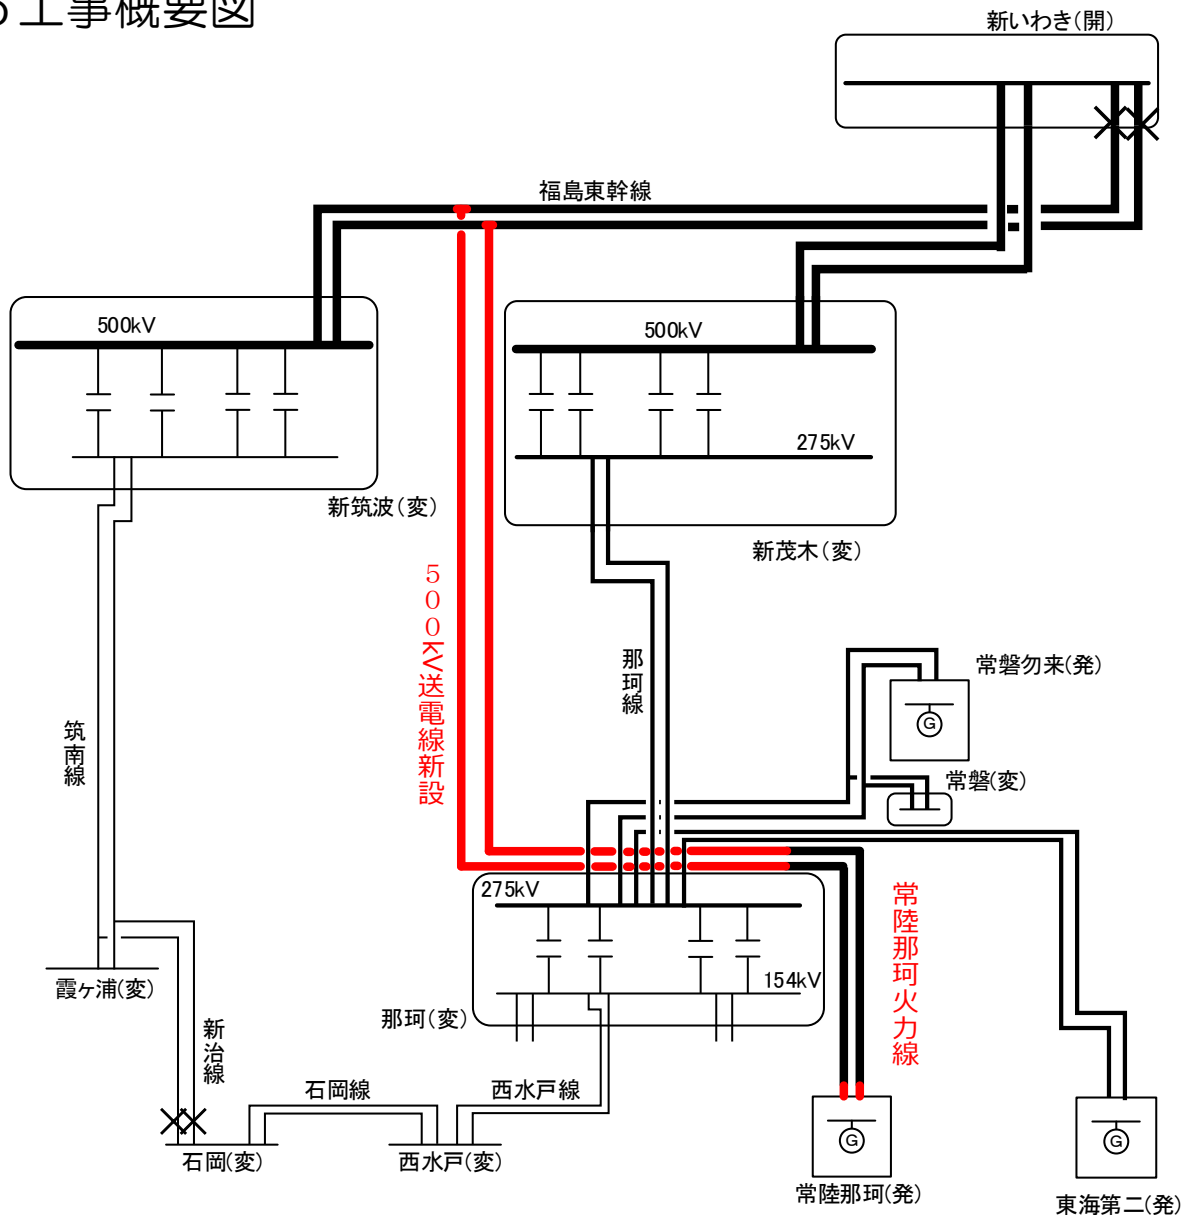 工事概要図
新いわき(開)
福島東幹線
500kV
500kV
275kV
新筑波(変)
新茂木(変)
500kV送電線新設
那珂線
常磐勿来(発)
G
筑南線
常磐(変)
275kV
常陸那珂火力線
154kV
霞ヶ浦(変)
那珂(変)
新治線
石岡線
西水戸線
G
G
石岡(変)
西水戸(変)
常陸那珂(発)
東海第二(発)